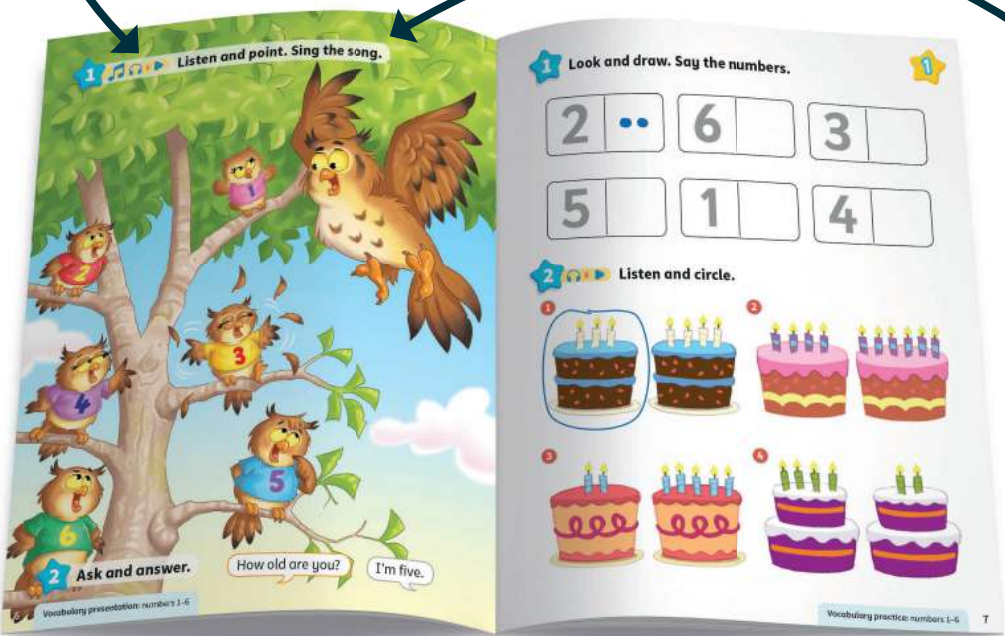 1 Listen and point. Sing the song.
1
2
3
4
5
6
2 Ask and answer.
How old are you?
I'm five.
6 Vocabulary presentation: numbers 1–6
1 Look and draw. Say the numbers.
1
2 6 3
5 1 4
2 Listen and circle.
1 2
3 4
Vocabulary practice: numbers 1–6 7